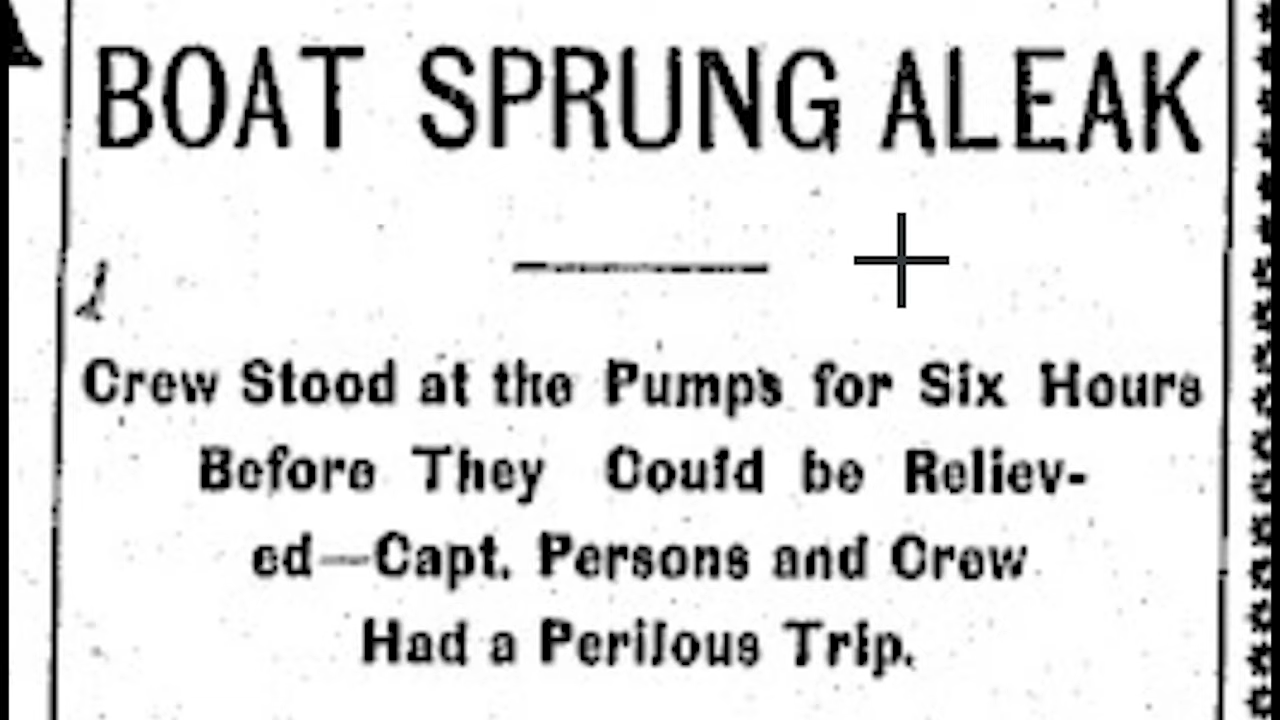 BOAT SPRUNG ALEAK
Crew Stood at the Pumps for Six Hours
Before They Could be Reliev-
ed—Capt. Persons and Crew
Had a Perilous Trip.